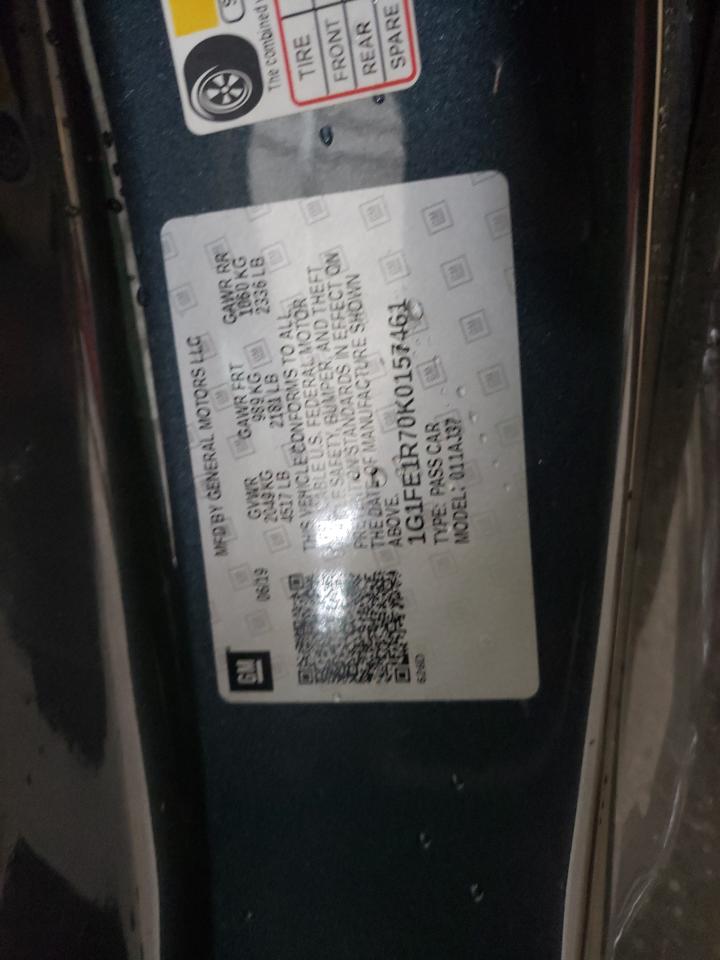 The combined
TIRE
FRONT
REAR
SPARE
MFD BY GENERAL MOTORS LLC
06/19
GVWR GAWR FRT GAWR RR
2049 KG 989 KG 1060 KG
4517 LB 2181 LB 2336 LB
THIS VEHICLE CONFORMS TO ALL
ABLE U.S. FEDERAL MOTOR
SAFETY, BUMPER, AND THEFT
STANDARDS IN EFFECT ON
THE DATE OF MANUFACTURE SHOWN
ABOVE.
1G1FE1R70K0157461
TYPE: PASS CAR
MODEL: 011AJ37
GM